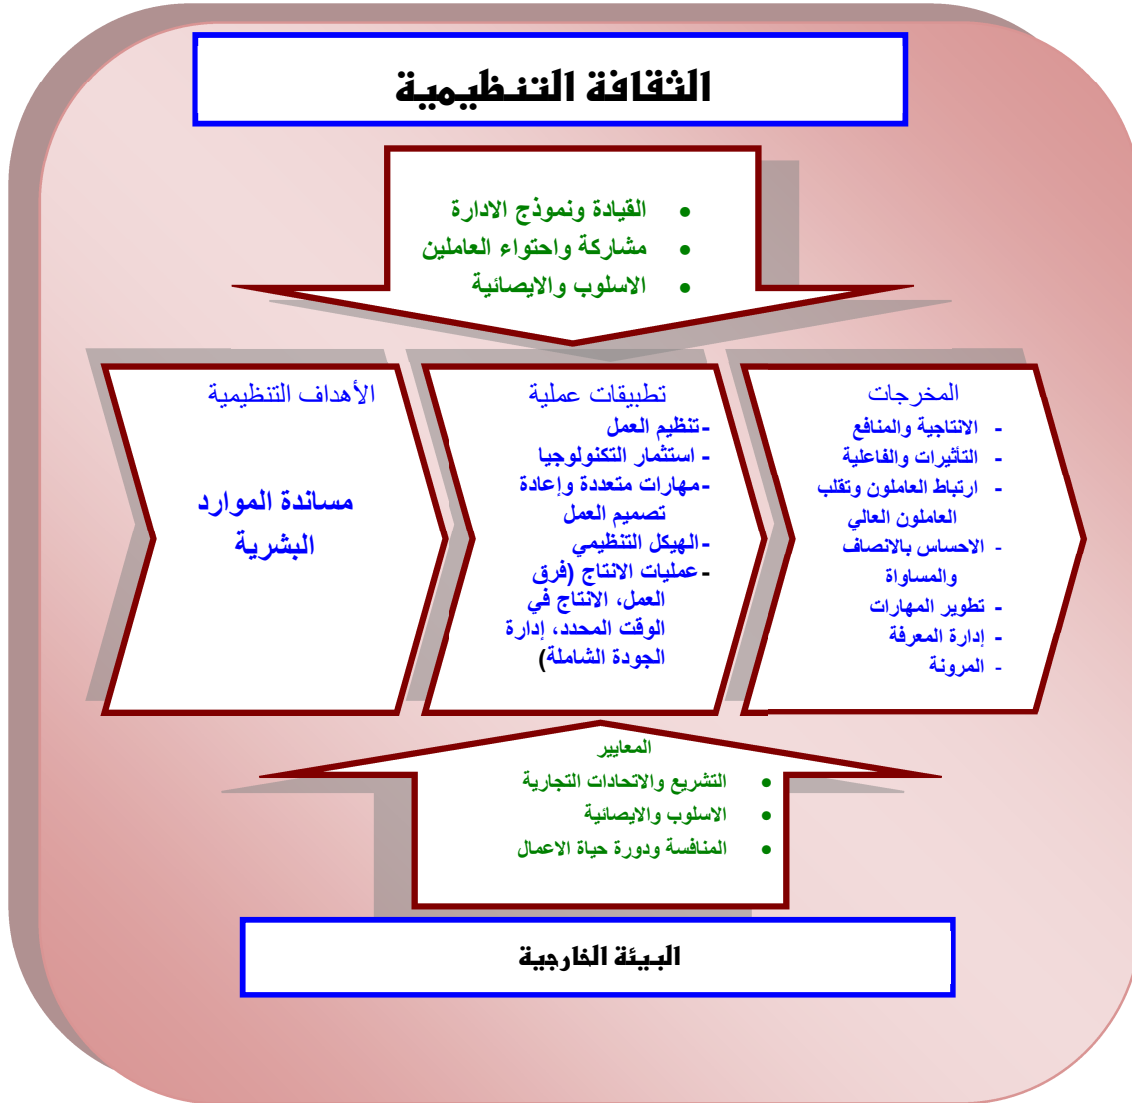 الثقافة التنظيمية
• القيادة ونموذج الادارة
• مشاركة واحتواء العاملين
• الاسلوب والايصائية
الأهداف التنظيمية
مساندة الموارد
البشرية
تطبيقات عملية
-تنظيم العمل
- استثمار التكنولوجيا
-مهارات متعددة وإعادة
تصميم العمل
-الهيكل التنظيمي
-عمليات الانتاج (فرق
العمل، الانتاج في
الوقت المحدد، إدارة
الجودة الشاملة)
المخرجات
- الانتاجية والمنافع
- التأثيرات والفاعلية
- ارتباط العاملون وتقلب
العاملون العالي
- الاحساس بالانصاف
والمساواة
- تطوير المهارات
- إدارة المعرفة
- المرونة
المعايير
• التشريع والاتحادات التجارية
• الاسلوب والايصائية
• المنافسة ودورة حياة الاعمال
البيئة الخارجية